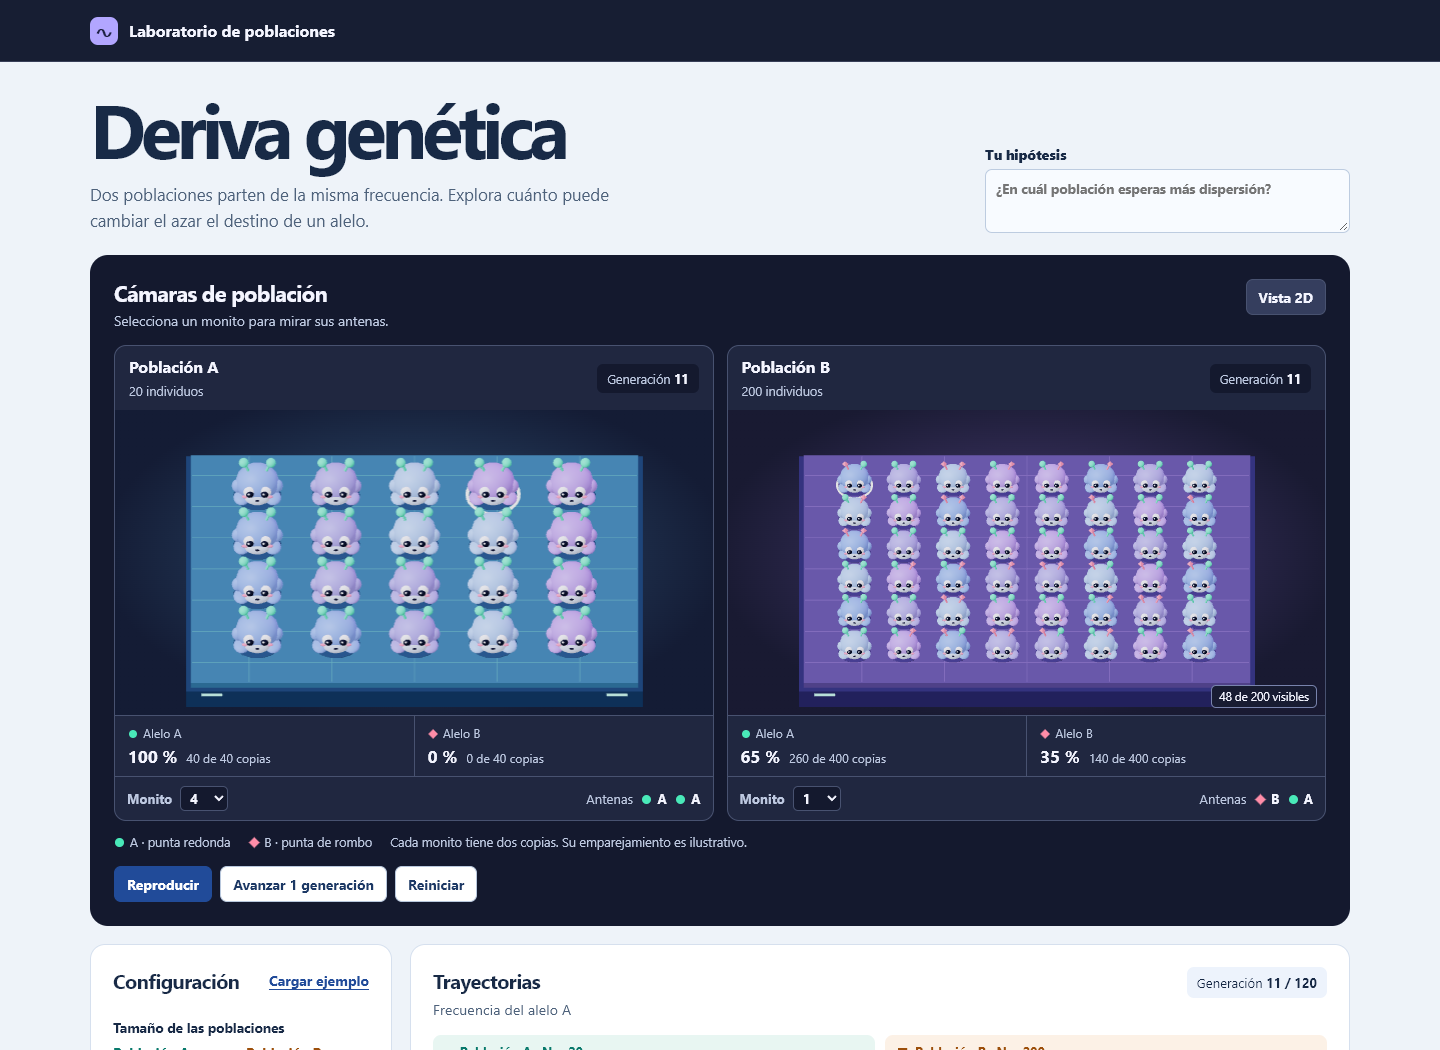 Laboratorio de poblaciones
Deriva genética
Dos poblaciones parten de la misma frecuencia. Explora cuánto puede
cambiar el azar el destino de un alelo.
Tu hipótesis
¿En cuál población esperas más dispersión?
Cámaras de población
Selecciona un monito para mirar sus antenas.
Vista 2D
Población A
20 individuos
Generación 11
Población B
200 individuos
Generación 11
48 de 200 visibles
Alelo A
100 % 40 de 40 copias
Alelo B
0 % 0 de 40 copias
Alelo A
65 % 260 de 400 copias
Alelo B
35 % 140 de 400 copias
Monito 4
Antenas A A
Monito 1
Antenas B A
A · punta redonda B · punta de rombo Cada monito tiene dos copias. Su emparejamiento es ilustrativo.
Reproducir Avanzar 1 generación Reiniciar
Configuración Cargar ejemplo
Tamaño de las poblaciones
Trayectorias
Frecuencia del alelo A
Generación 11 / 120